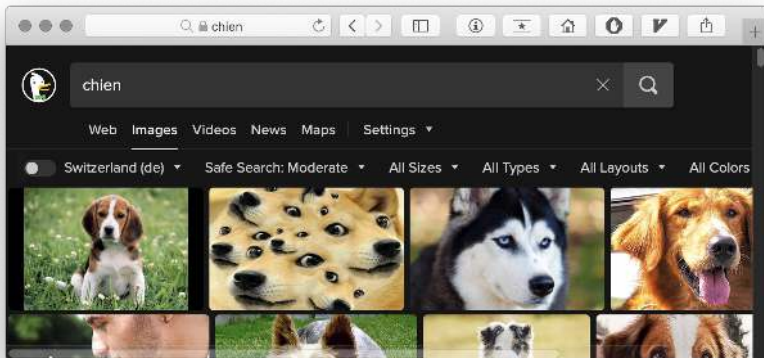 chien
chien
Web Images Videos News Maps Settings
Switzerland (de) Safe Search: Moderate All Sizes All Types All Layouts All Colors